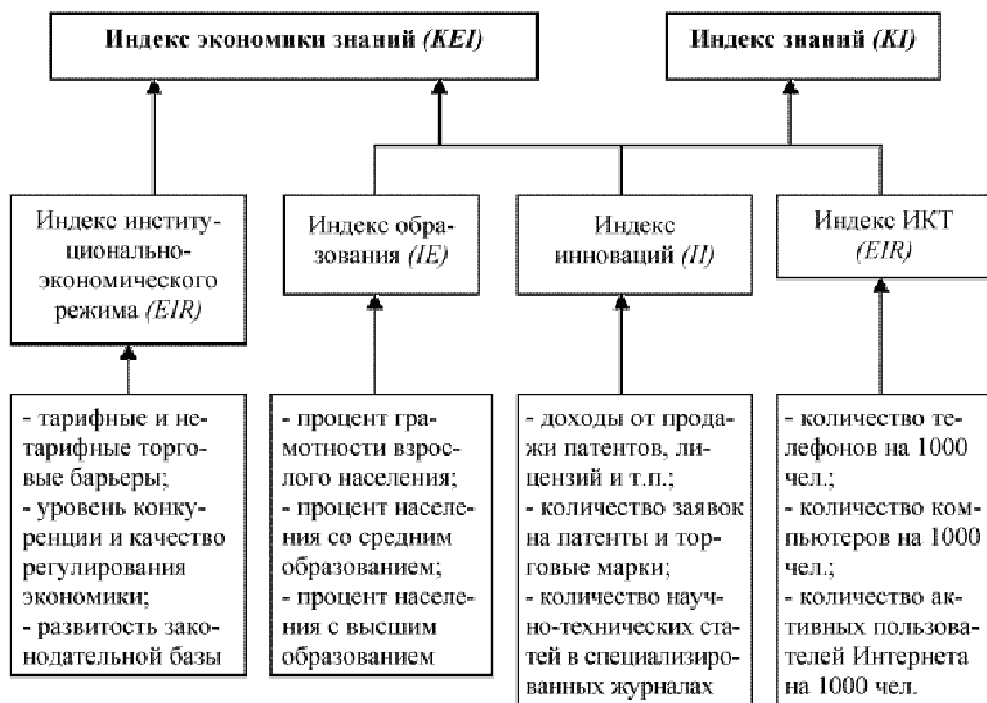 Индекс экономики знаний (KEI)
Индекс знаний (KI)
Индекс институ-
ционально-
экономического
режима (EIR)
Индекс обра-
зования (IE)
Индекс
инноваций (II)
Индекс ИКТ
(EIR)
- тарифные и не-
тарифные торго-
вые барьеры;
- уровень конку-
ренции и качество
регулирования
экономики;
- развитость зако-
нодательной базы
- процент гра-
мотности взрос-
лого населения;
- процент населе-
ния со средним
образованием;
- процент населе-
ния с высшим
образованием
- доходы от прода-
жи патентов, ли-
цензий и т.п.;
- количество заявок
на патенты и тор-
говые марки;
- количество науч-
но-технических ста-
тей в специализиро-
ванных журналах
- количество те-
лефонов на 1000
чел.;
- количество ком-
пьютеров на 1000
чел.;
- количество ак-
тивных пользова-
телей Интернета
на 1000 чел.